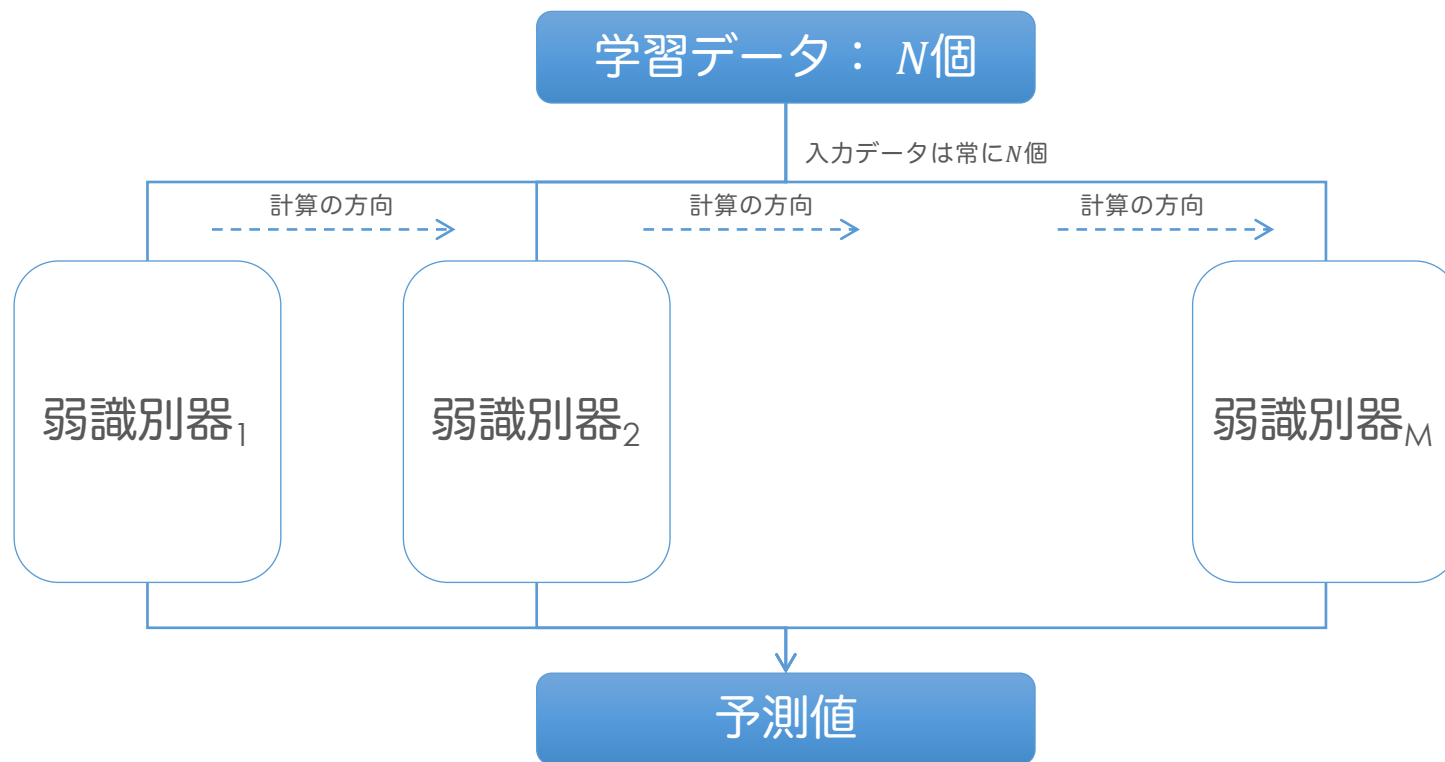 学習データ： N個
入力データは常にN個
計算の方向
計算の方向
計算の方向
弱識別器1
弱識別器2
弱識別器M
予測値